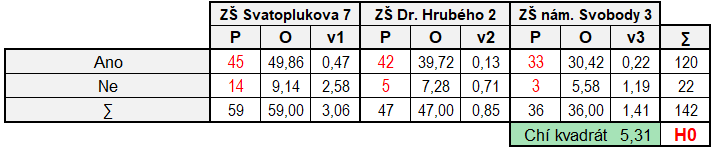 ZŠ Svatoplukova 7 ZŠ Dr. Hrubého 2 ZŠ nám. Svobody 3
P O v1 P O v2 P O v3 ∑
Ano 45 49,86 0,47 42 39,72 0,13 33 30,42 0,22 120
Ne 14 9,14 2,58 5 7,28 0,71 3 5,58 1,19 22
∑ 59 59,00 3,06 47 47,00 0,85 36 36,00 1,41 142
Chí kvadrát 5,31 H0